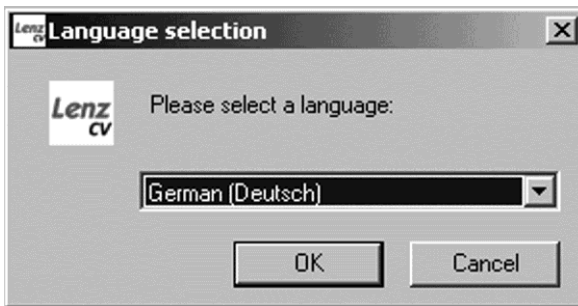 Lenz CV Language selection
Lenz
CV
Please select a language:
German (Deutsch)
OK Cancel